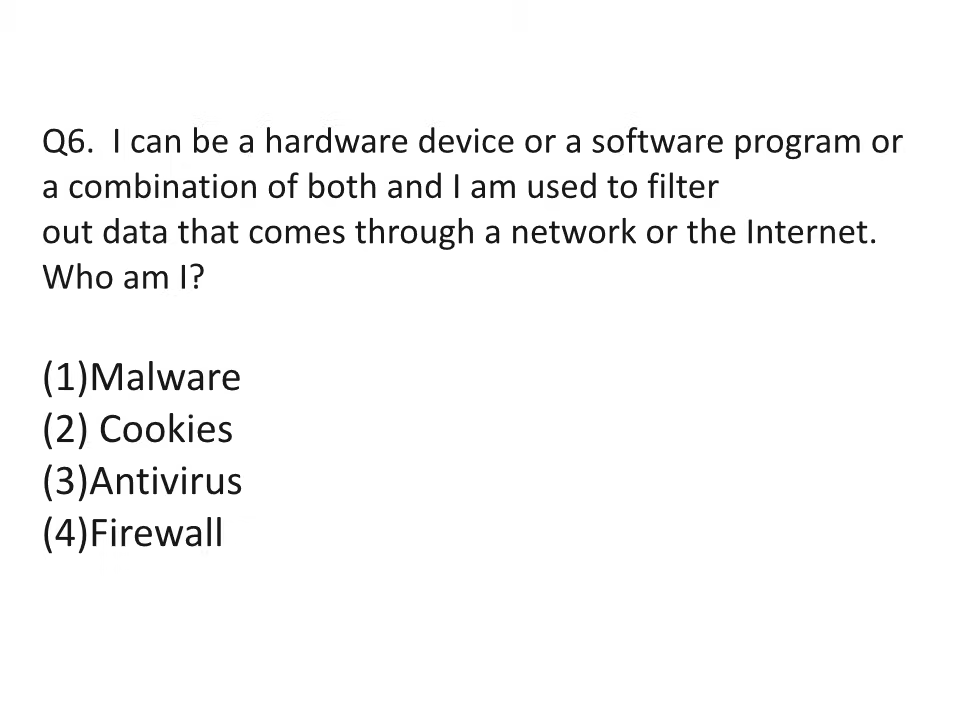 Q6.  I can be a hardware device or a software program or
a combination of both and I am used to filter
out data that comes through a network or the Internet.
Who am I?
(1)Malware
(2) Cookies
(3)Antivirus
(4)Firewall